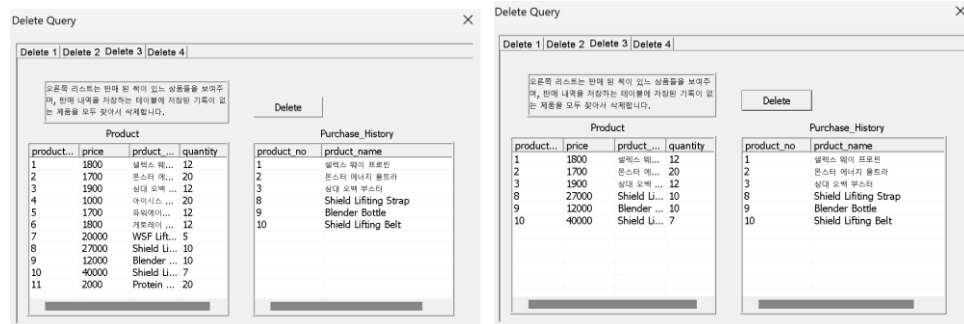 Delete Query
Delete 1 Delete 2 Delete 3 Delete 4
오른쪽 리스트는 판매 된 적이 있느 상품들을 보여주
며, 판매 내역을 저장하는 테이블에 저장된 기록이 없
는 제품을 모두 찾아서 삭제합니다.
Delete
Product
product... price prduct_... quantity
1 1800 셀렉스 웨... 12
2 1700 몬스터 에... 20
3 1900 삼대 오백 ... 12
4 1000 아이시스 ... 20
5 1700 파워에이... 12
6 1800 게토레이 ... 12
7 20000 WSF Lift... 5
8 27000 Shield Li... 10
9 12000 Blender ... 10
10 40000 Shield Li... 7
11 2000 Protein ... 20
Purchase_History
product_no prduct_name
1 셀렉스 웨이 프로틴
2 몬스터 에너지 울트라
3 삼대 오백 부스터
8 Shield Lifting Strap
9 Blender Bottle
10 Shield Lifting Belt
Delete Query
Delete 1 Delete 2 Delete 3 Delete 4
오른쪽 리스트는 판매 된 적이 있느 상품들을 보여주
며, 판매 내역을 저장하는 테이블에 저장된 기록이 없
는 제품을 모두 찾아서 삭제합니다.
Delete
Product
product... price prduct_... quantity
1 1800 셀렉스 웨... 12
2 1700 몬스터 에... 20
3 1900 삼대 오백 ... 12
8 27000 Shield Li... 10
9 12000 Blender ... 10
10 40000 Shield Li... 7
Purchase_History
product_no prduct_name
1 셀렉스 웨이 프로틴
2 몬스터 에너지 울트라
3 삼대 오백 부스터
8 Shield Lifting Strap
9 Blender Bottle
10 Shield Lifting Belt